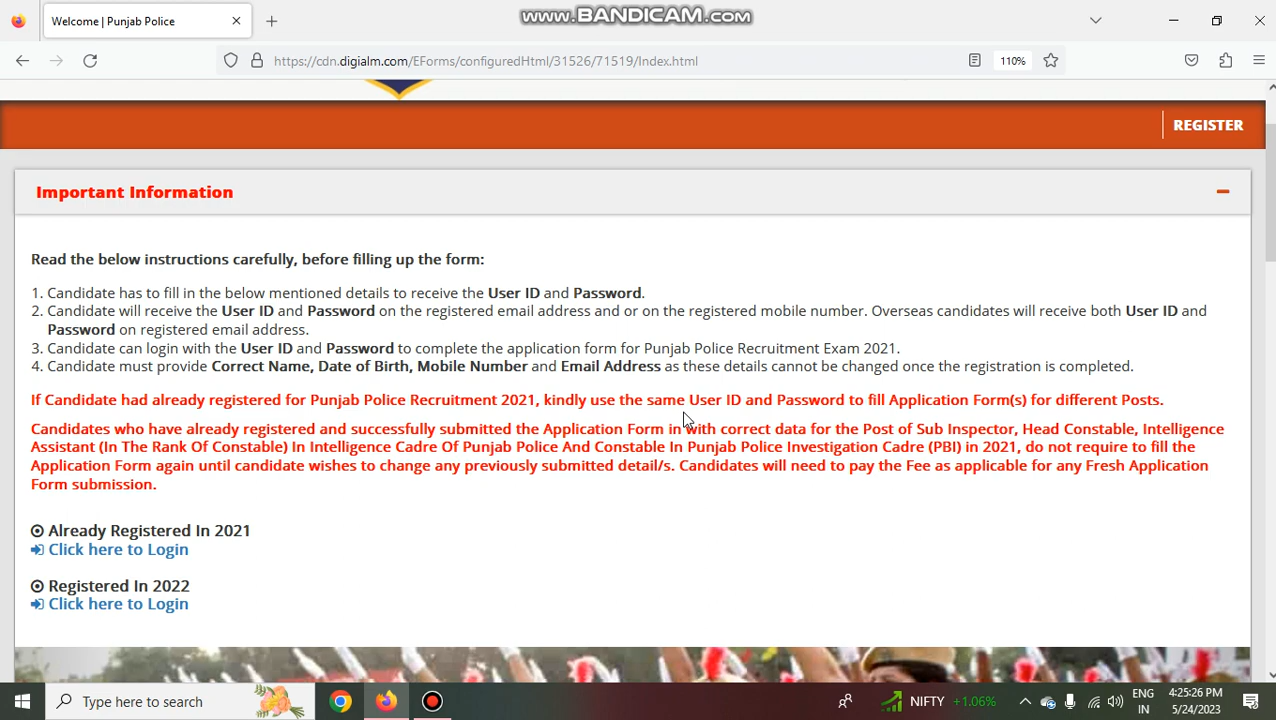 www.BANDICAM.com
Welcome | Punjab Police
https://cdn.digialm.com/EForms/configuredHtml/31526/71519/Index.html
110%
REGISTER
Important Information
Read the below instructions carefully, before filling up the form:
1. Candidate has to fill in the below mentioned details to receive the User ID and Password.
2. Candidate will receive the User ID and Password on the registered email address and or on the registered mobile number. Overseas candidates will receive both User ID and
Password on registered email address.
3. Candidate can login with the User ID and Password to complete the application form for Punjab Police Recruitment Exam 2021.
4. Candidate must provide Correct Name, Date of Birth, Mobile Number and Email Address as these details cannot be changed once the registration is completed.
If Candidate had already registered for Punjab Police Recruitment 2021, kindly use the same User ID and Password to fill Application Form(s) for different Posts.
Candidates who have already registered and successfully submitted the Application Form in with correct data for the Post of Sub Inspector, Head Constable, Intelligence
Assistant (In The Rank Of Constable) In Intelligence Cadre Of Punjab Police And Constable In Punjab Police Investigation Cadre (PBI) in 2021, do not require to fill the
Application Form again until candidate wishes to change any previously submitted detail/s. Candidates will need to pay the Fee as applicable for any Fresh Application
Form submission.
Already Registered In 2021
Click here to Login
Registered In 2022
Click here to Login
Type here to search
NIFTY +1.06%
ENG
IN
4:25:26 PM
5/24/2023